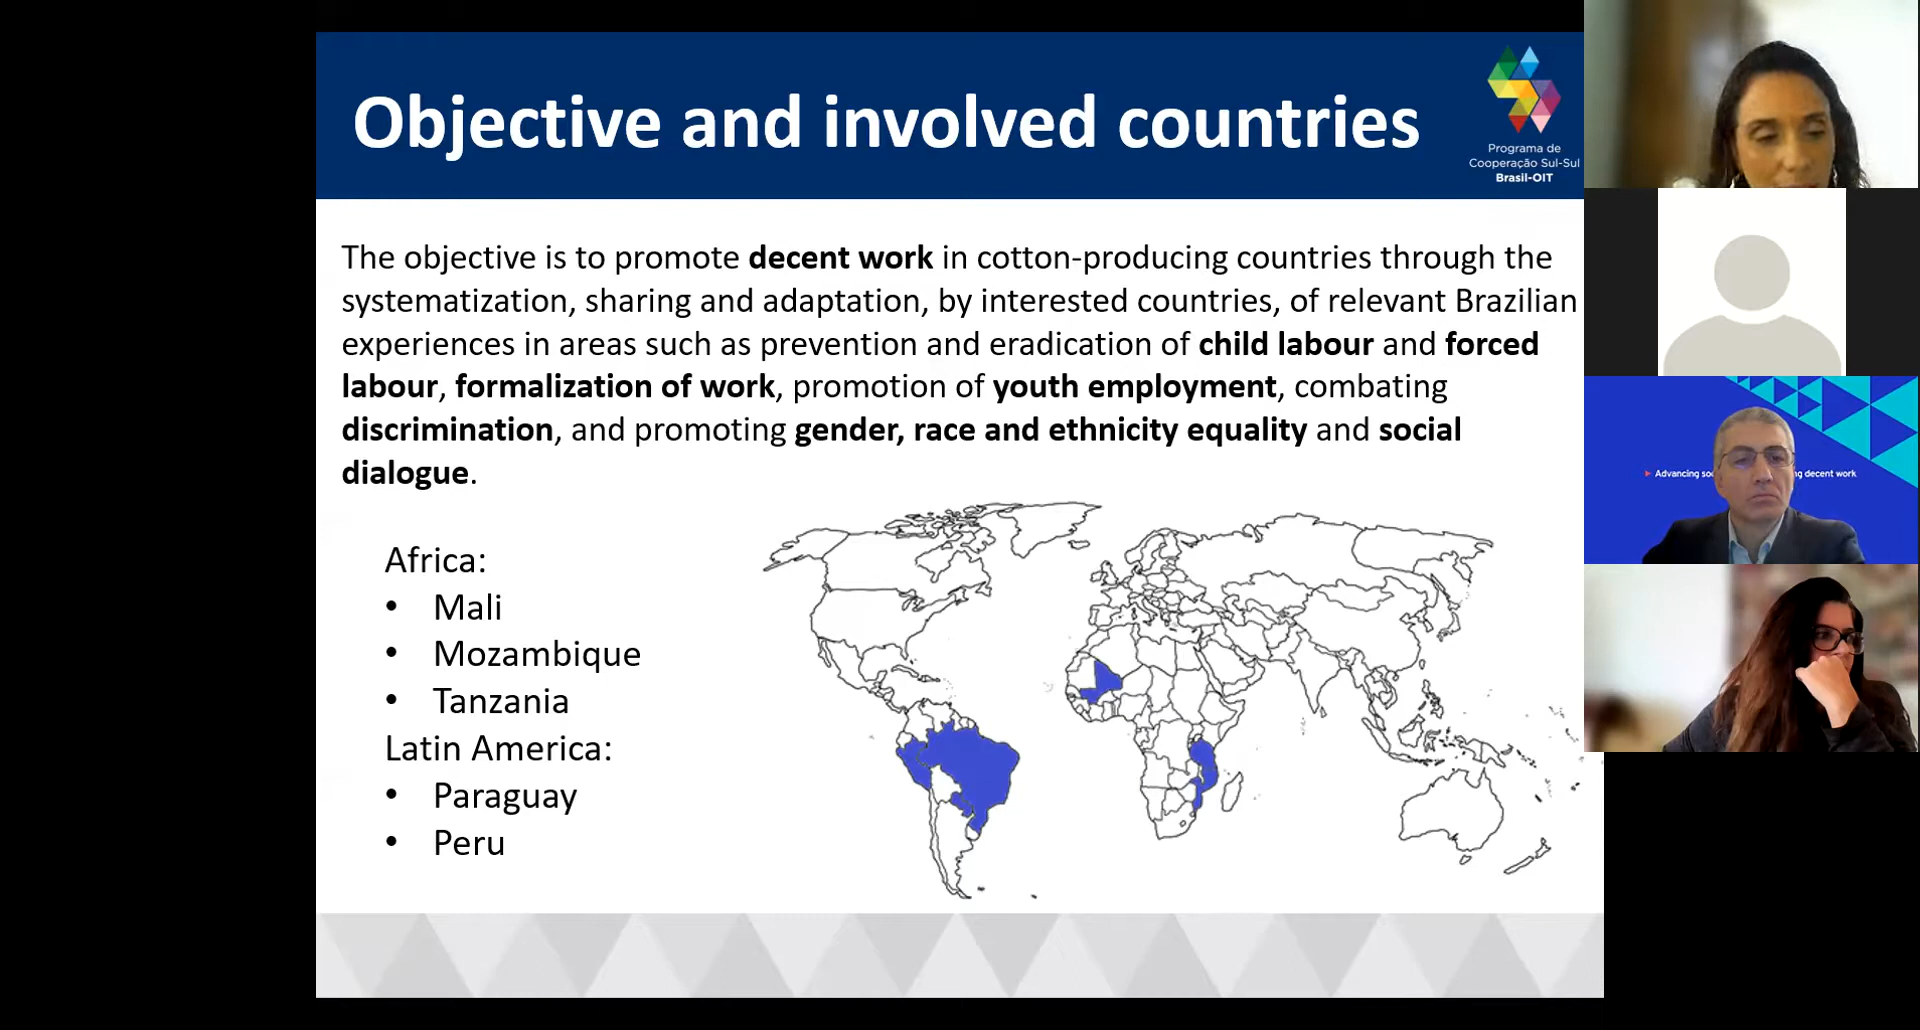 Objective and involved countries
Programa de
Cooperação Sul-Sul
Brasil-OIT
The objective is to promote decent work in cotton-producing countries through the
systematization, sharing and adaptation, by interested countries, of relevant Brazilian
experiences in areas such as prevention and eradication of child labour and forced
labour, formalization of work, promotion of youth employment, combating
discrimination, and promoting gender, race and ethnicity equality and social
dialogue.
Africa:
• Mali
• Mozambique
• Tanzania
Latin America:
• Paraguay
• Peru
Advancing decent work